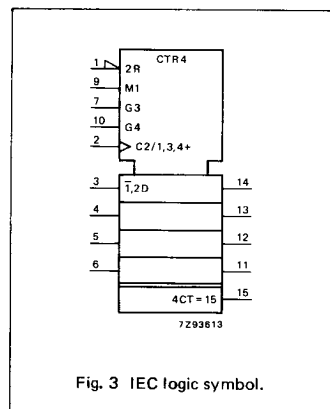 CTR4
1 2R
9 M1
7 G3
10 G4
2 C2/1,3,4+
3 1̅,2D 14
4 13
5 12
6 11
4CT = 15 15
7Z93613
Fig. 3 IEC logic symbol.